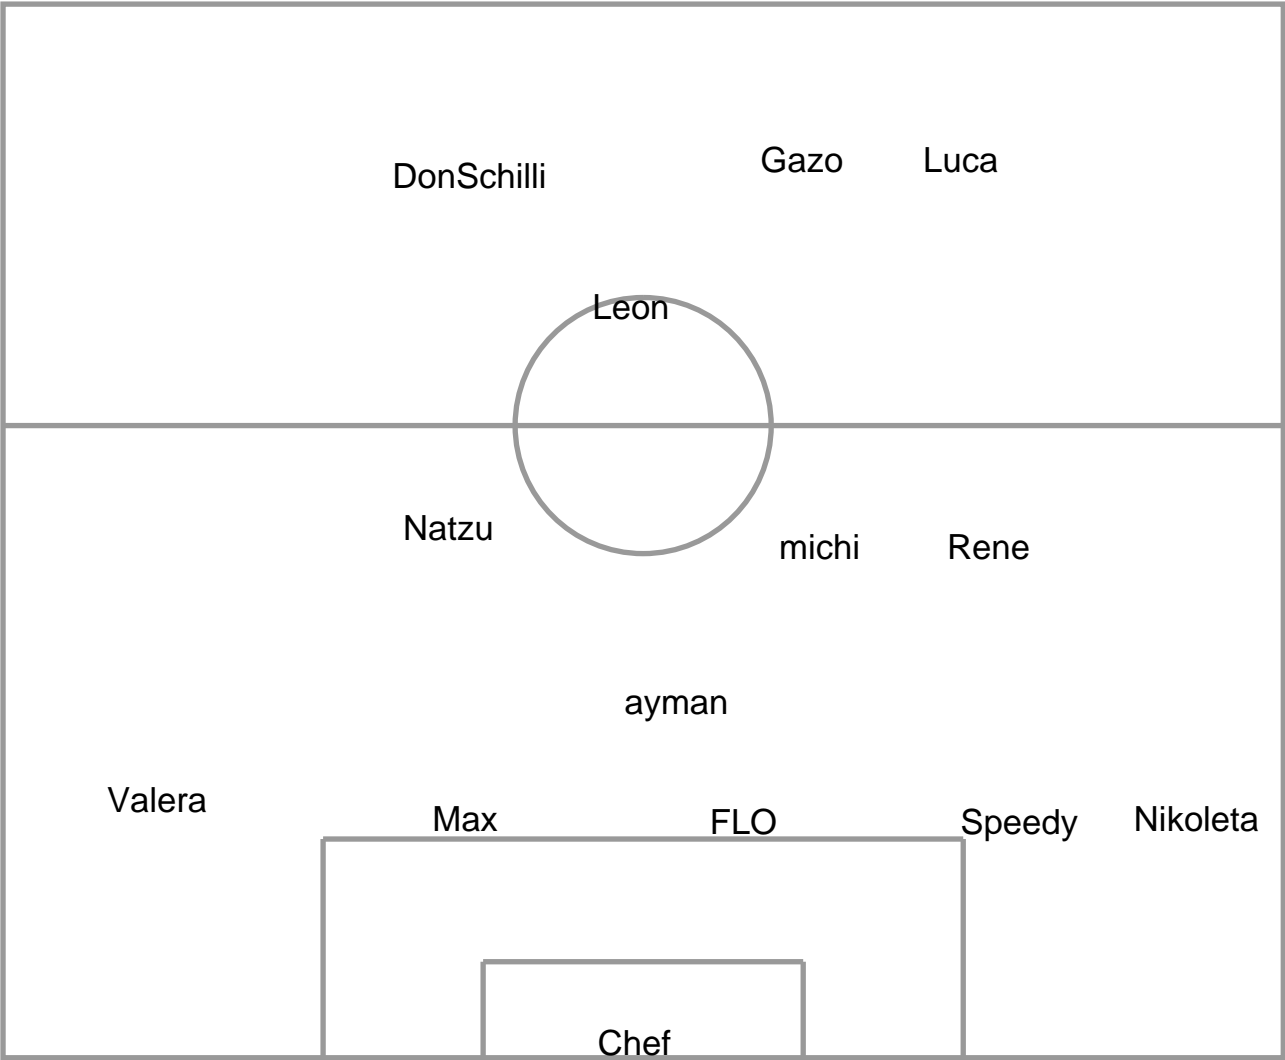 DonSchilli
Gazo
Luca
Leon
Natzu
michi
Rene
ayman
Valera
Max
FLO
Speedy
Nikoleta
Chef